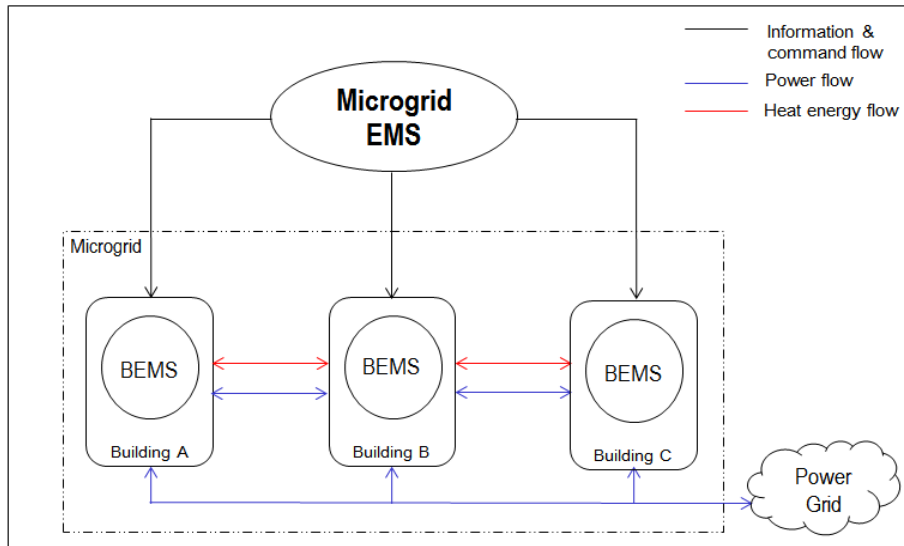 Information &
command flow
Power flow
Heat energy flow
Microgrid
EMS
Microgrid
BEMS
BEMS
BEMS
Building A
Building B
Building C
Power
Grid